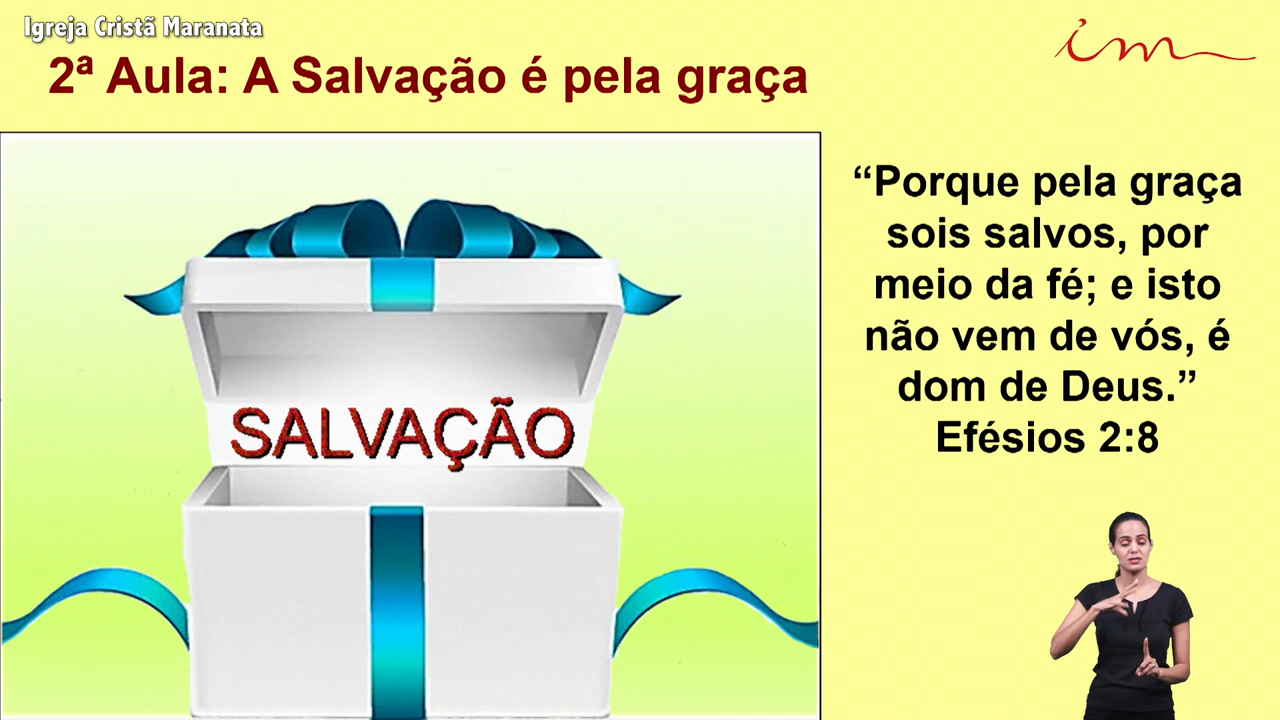 Igreja Cristã Maranata
im
2ª Aula: A Salvação é pela graça
SALVAÇÃO
“Porque pela graça
sois salvos, por
meio da fé; e isto
não vem de vós, é
dom de Deus.”
Efésios 2:8